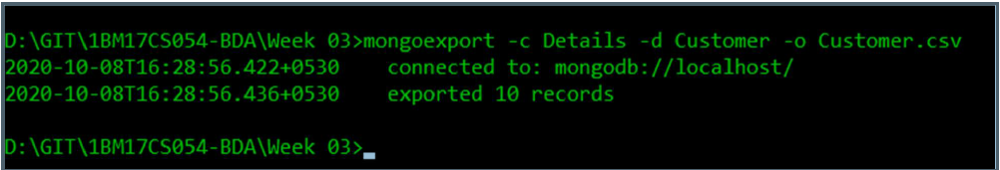 D:\GIT\1BM17CS054-BDA\Week 03>mongoexport -c Details -d Customer -o Customer.csv
2020-10-08T16:28:56.422+0530    connected to: mongodb://localhost/
2020-10-08T16:28:56.436+0530    exported 10 records
D:\GIT\1BM17CS054-BDA\Week 03>